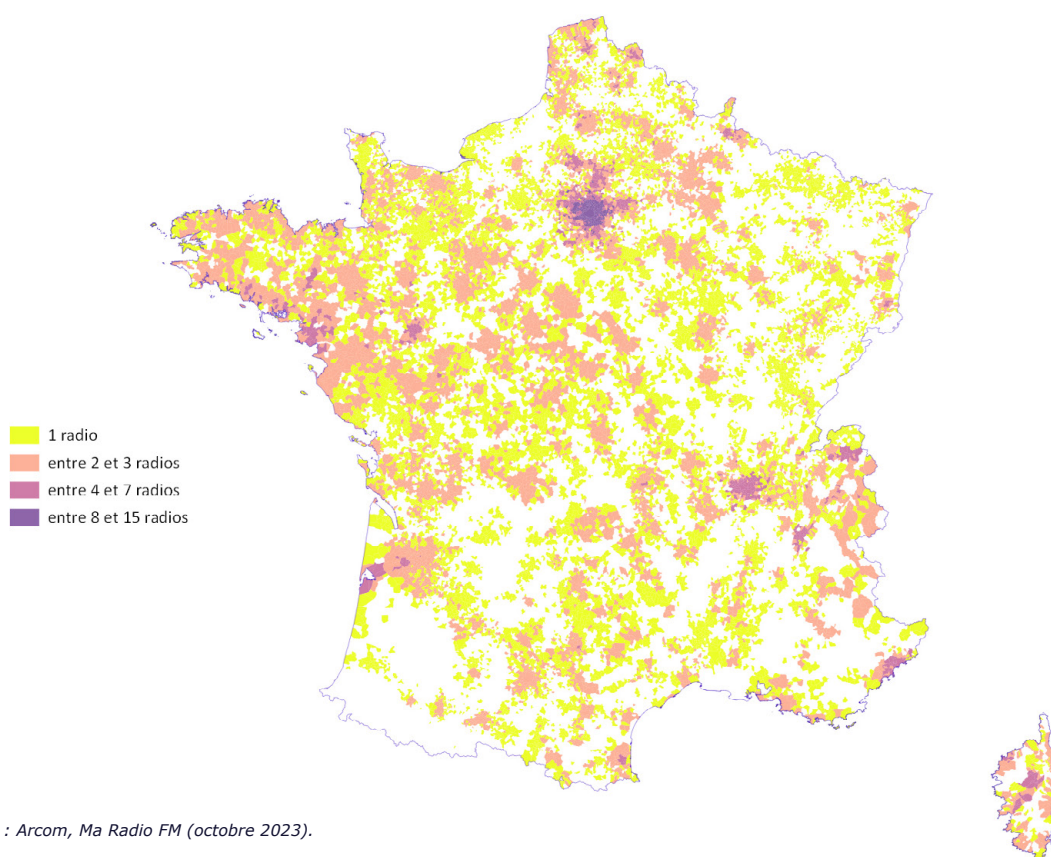 1 radio
entre 2 et 3 radios
entre 4 et 7 radios
entre 8 et 15 radios
: Arcom, Ma Radio FM (octobre 2023).